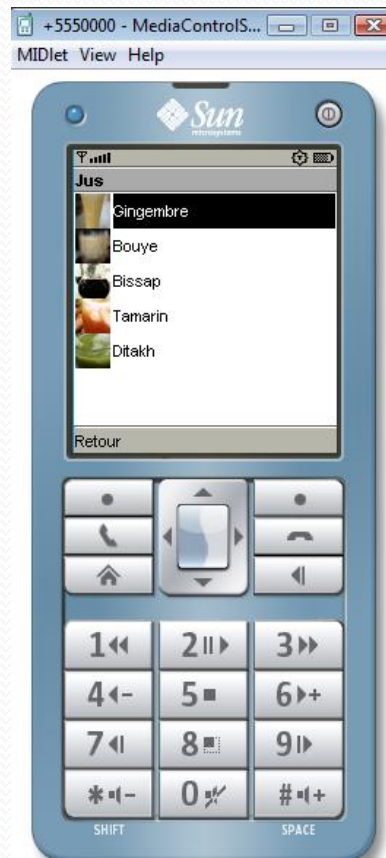 +5550000 - MediaControlS...
MIDlet View Help
Sun
microsystems
Jus
Gingembre
Bouye
Bissap
Tamarin
Ditakh
Retour
1 2 3
4 - 5 6 +
7 8 9
* - 0 # +
SHIFT SPACE